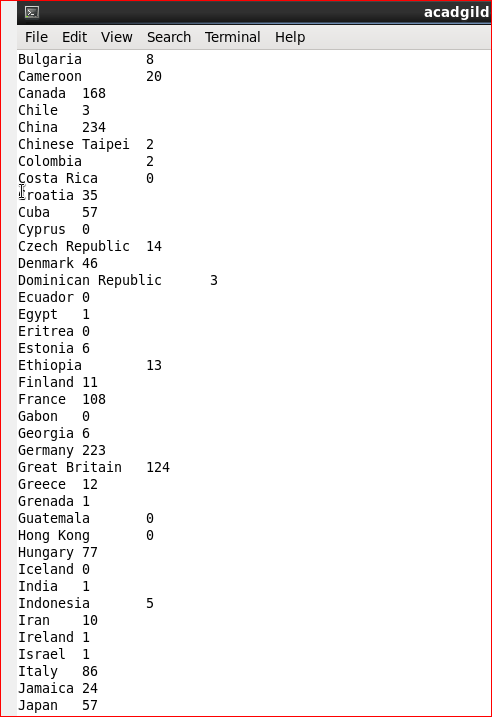 acadgild
File Edit View Search Terminal Help
Bulgaria 8
Cameroon 20
Canada 168
Chile 3
China 234
Chinese Taipei 2
Colombia 2
Costa Rica 0
Croatia 35
Cuba 57
Cyprus 0
Czech Republic 14
Denmark 46
Dominican Republic 3
Ecuador 0
Egypt 1
Eritrea 0
Estonia 6
Ethiopia 13
Finland 11
France 108
Gabon 0
Georgia 6
Germany 223
Great Britain 124
Greece 12
Grenada 1
Guatemala 0
Hong Kong 0
Hungary 77
Iceland 0
India 1
Indonesia 5
Iran 10
Ireland 1
Israel 1
Italy 86
Jamaica 24
Japan 57